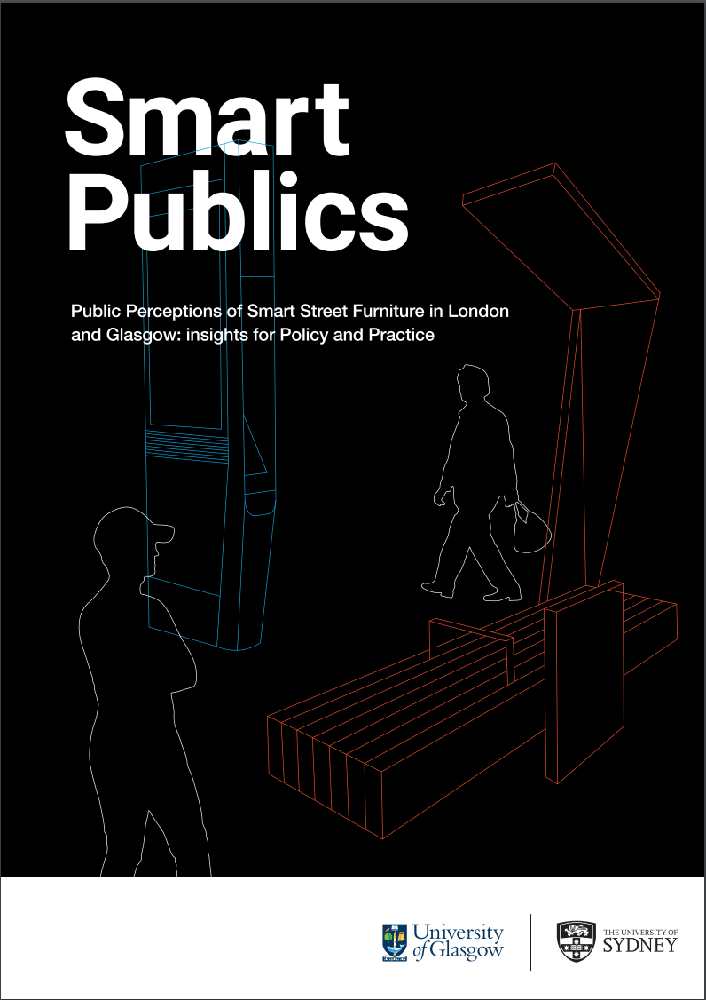 Smart
Publics
Public Perceptions of Smart Street Furniture in London
and Glasgow: insights for Policy and Practice
University
of Glasgow
THE UNIVERSITY OF
SYDNEY